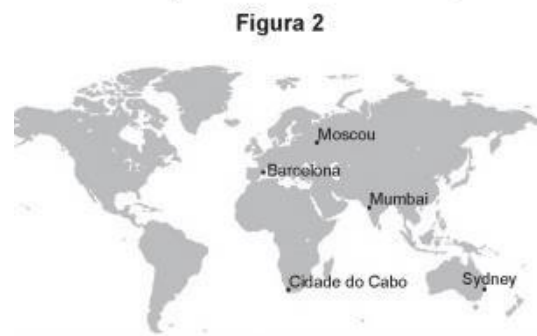 Figura 2
Moscou
Barcelona
Mumbai
Cidade do Cabo
Sydney